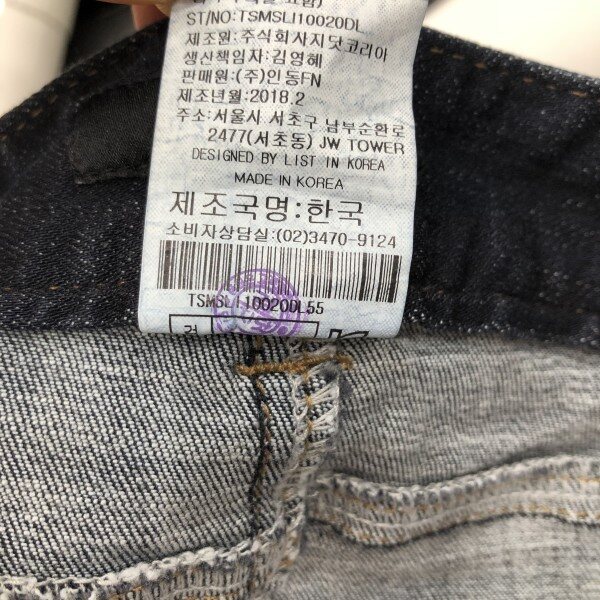 ST/NO:TSMSLI10020DL
제조원:주식회사지닷코리아
생산책임자:김영혜
판매원:(주)인동FN
제조년월:2018.2
주소:서울시 서초구 남부순환로
2477(서초동) JW TOWER
DESIGNED BY LIST IN KOREA
MADE IN KOREA
제조국명:한국
소비자상담실:(02)3470-9124
TSMSLI10020DL55
검